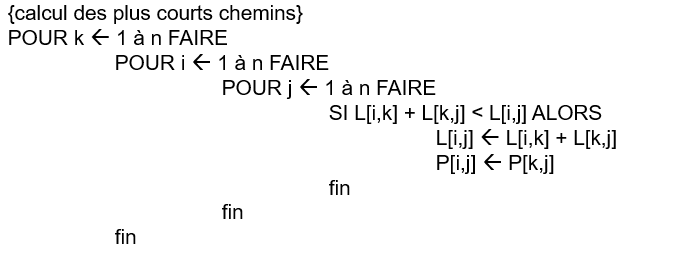 {calcul des plus courts chemins}
POUR k ← 1 à n FAIRE
POUR i ← 1 à n FAIRE
POUR j ← 1 à n FAIRE
SI L[i,k] + L[k,j] < L[i,j] ALORS
L[i,j] ← L[i,k] + L[k,j]
P[i,j] ← P[k,j]
fin
fin
fin